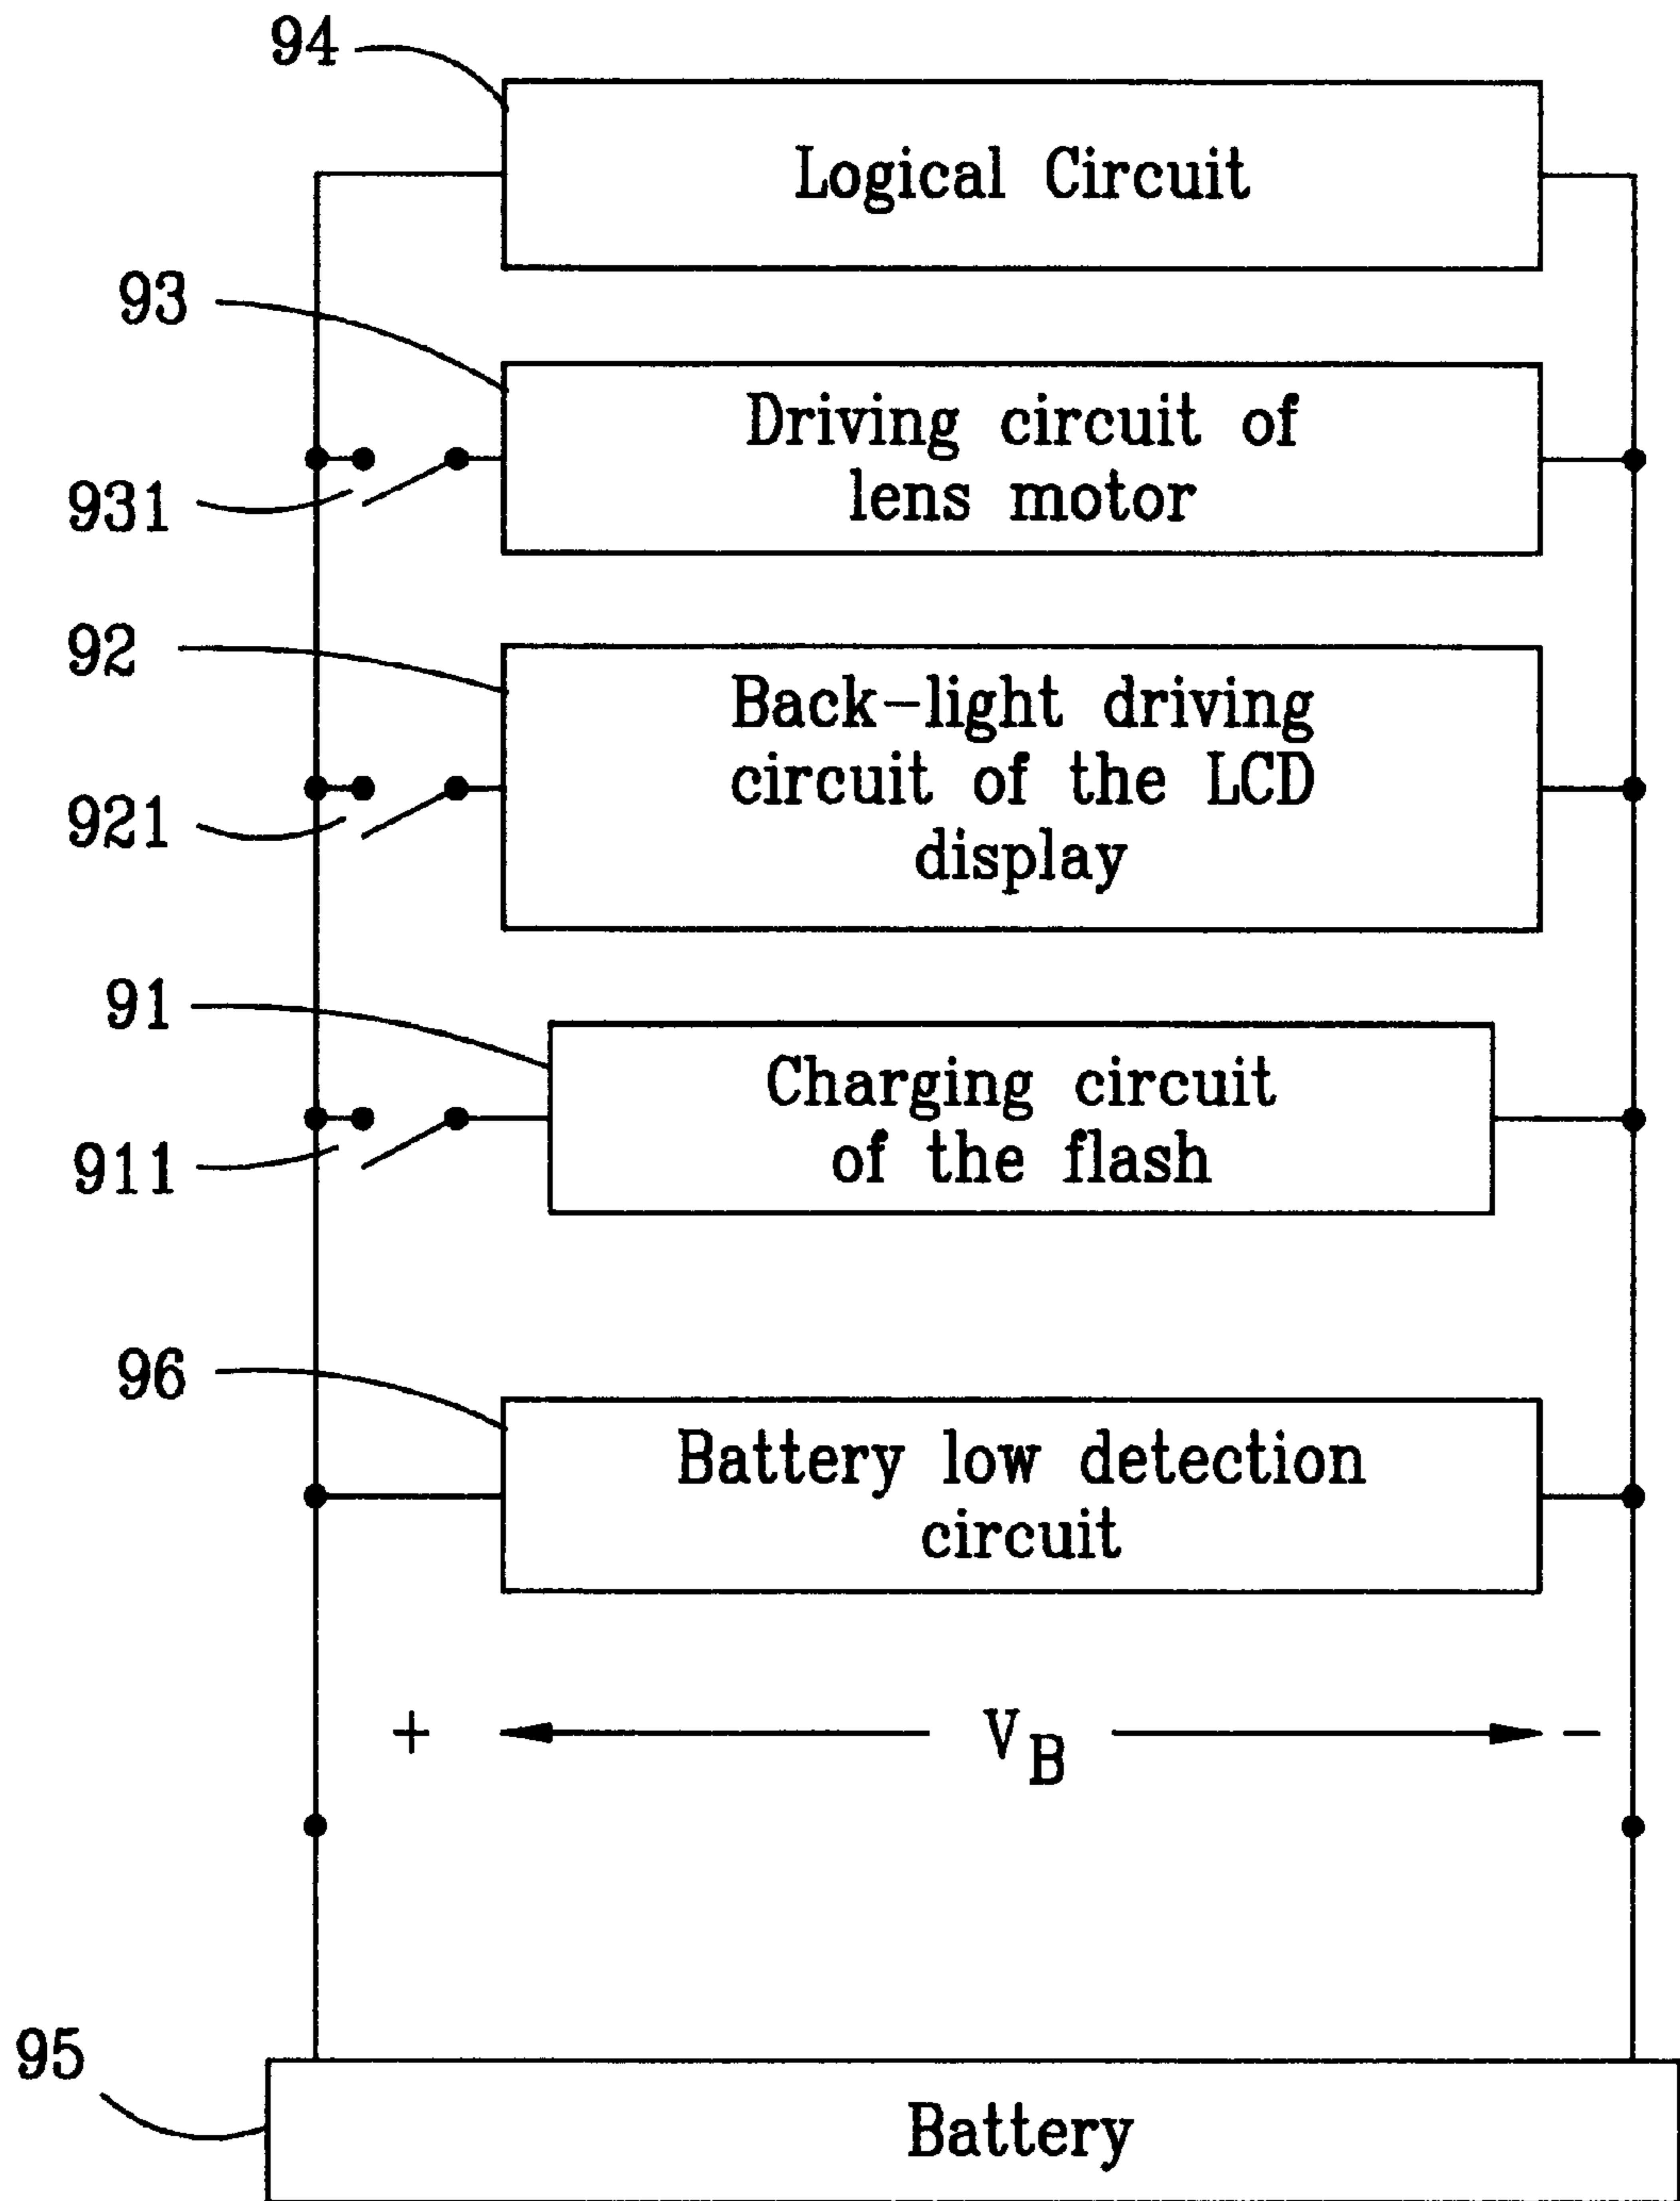 94
Logical Circuit
93
Driving circuit of
lens motor
931
92
Back-light driving
circuit of the LCD
display
921
91
Charging circuit
of the flash
911
96
Battery low detection
circuit
+ VB -
95
Battery